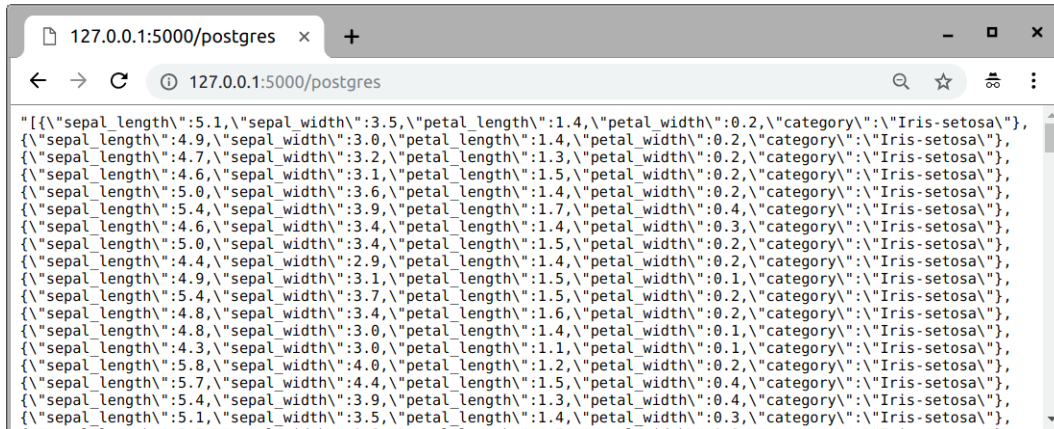 127.0.0.1:5000/postgres
127.0.0.1:5000/postgres
"[{\"sepal_length\":5.1,\"sepal_width\":3.5,\"petal_length\":1.4,\"petal_width\":0.2,\"category\":\"Iris-setosa\"},
{\"sepal_length\":4.9,\"sepal_width\":3.0,\"petal_length\":1.4,\"petal_width\":0.2,\"category\":\"Iris-setosa\"},
{\"sepal_length\":4.7,\"sepal_width\":3.2,\"petal_length\":1.3,\"petal_width\":0.2,\"category\":\"Iris-setosa\"},
{\"sepal_length\":4.6,\"sepal_width\":3.1,\"petal_length\":1.5,\"petal_width\":0.2,\"category\":\"Iris-setosa\"},
{\"sepal_length\":5.0,\"sepal_width\":3.6,\"petal_length\":1.4,\"petal_width\":0.2,\"category\":\"Iris-setosa\"},
{\"sepal_length\":5.4,\"sepal_width\":3.9,\"petal_length\":1.7,\"petal_width\":0.4,\"category\":\"Iris-setosa\"},
{\"sepal_length\":4.6,\"sepal_width\":3.4,\"petal_length\":1.4,\"petal_width\":0.3,\"category\":\"Iris-setosa\"},
{\"sepal_length\":5.0,\"sepal_width\":3.4,\"petal_length\":1.5,\"petal_width\":0.2,\"category\":\"Iris-setosa\"},
{\"sepal_length\":4.4,\"sepal_width\":2.9,\"petal_length\":1.4,\"petal_width\":0.2,\"category\":\"Iris-setosa\"},
{\"sepal_length\":4.9,\"sepal_width\":3.1,\"petal_length\":1.5,\"petal_width\":0.1,\"category\":\"Iris-setosa\"},
{\"sepal_length\":5.4,\"sepal_width\":3.7,\"petal_length\":1.5,\"petal_width\":0.2,\"category\":\"Iris-setosa\"},
{\"sepal_length\":4.8,\"sepal_width\":3.4,\"petal_length\":1.6,\"petal_width\":0.2,\"category\":\"Iris-setosa\"},
{\"sepal_length\":4.8,\"sepal_width\":3.0,\"petal_length\":1.4,\"petal_width\":0.1,\"category\":\"Iris-setosa\"},
{\"sepal_length\":4.3,\"sepal_width\":3.0,\"petal_length\":1.1,\"petal_width\":0.1,\"category\":\"Iris-setosa\"},
{\"sepal_length\":5.8,\"sepal_width\":4.0,\"petal_length\":1.2,\"petal_width\":0.2,\"category\":\"Iris-setosa\"},
{\"sepal_length\":5.7,\"sepal_width\":4.4,\"petal_length\":1.5,\"petal_width\":0.4,\"category\":\"Iris-setosa\"},
{\"sepal_length\":5.4,\"sepal_width\":3.9,\"petal_length\":1.3,\"petal_width\":0.4,\"category\":\"Iris-setosa\"},
{\"sepal_length\":5.1,\"sepal_width\":3.5,\"petal_length\":1.4,\"petal_width\":0.3,\"category\":\"Iris-setosa\"},